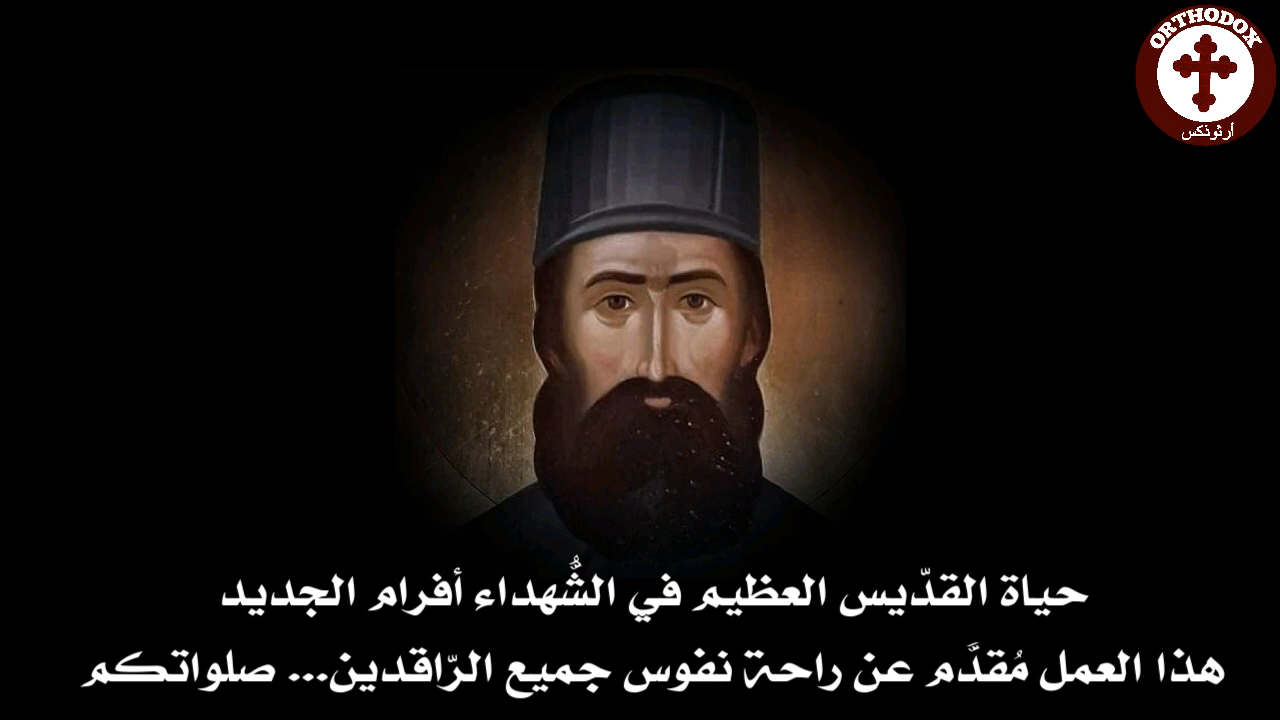 ORTHODOX
أرثوذكس
حياة القدّيس العظيم في الشُّهداء أفرام الجديد
هذا العمل مُقدَّم عن راحة نفوس جميع الرّاقدين... صلواتكم